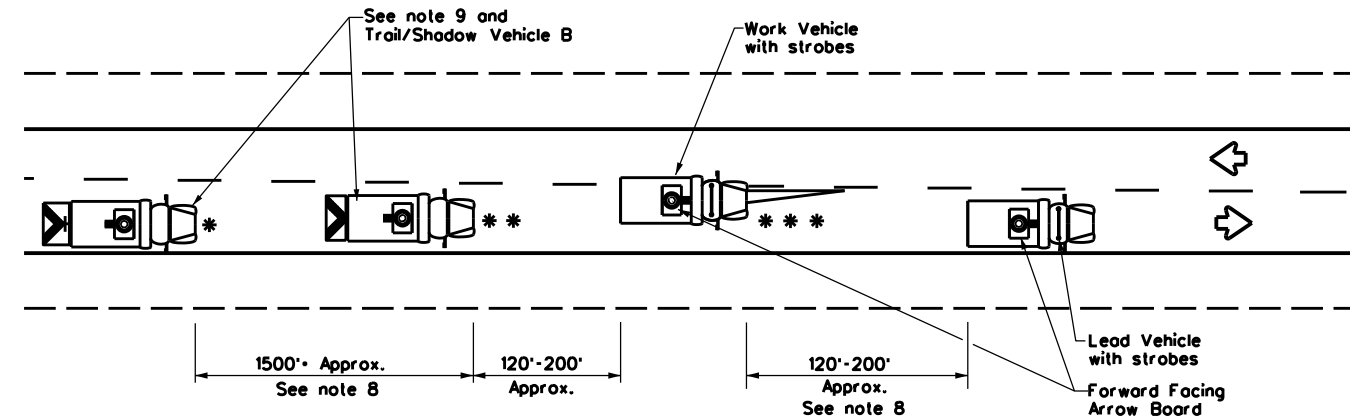 See note 9 and
Trail/Shadow Vehicle B
Work Vehicle
with strobes
*
* *
* * *
1500'+ Approx.
See note 8
120'-200'
Approx.
120'-200'
Approx.
See note 8
Lead Vehicle
with strobes
Forward Facing
Arrow Board